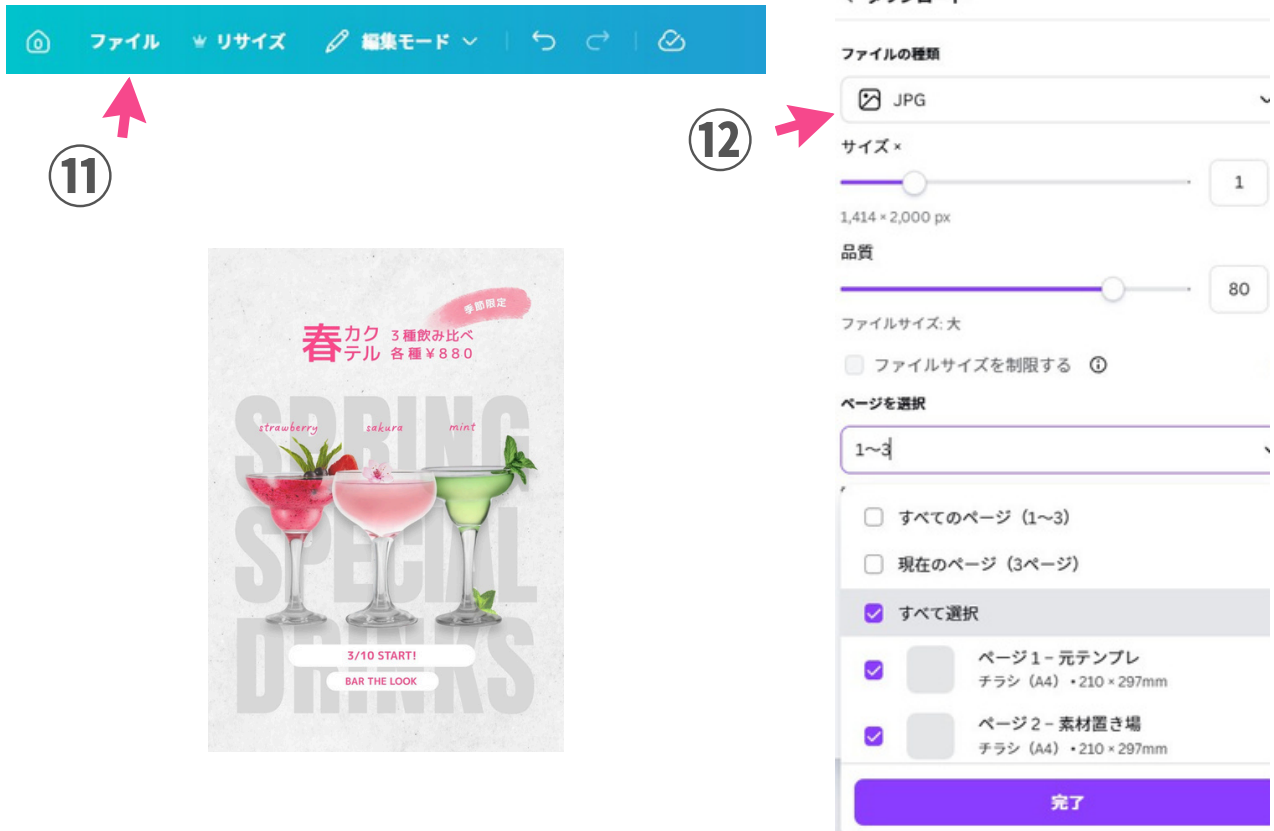 ファイル
リサイズ
編集モード
⑪
⑫
季節限定
春カクテル
3種飲み比べ
各種¥880
SPRING
strawberry sakura mint
SPECIAL
DRINKS
3/10 START!
BAR THE LOOK
ファイルの種類
JPG
サイズ ×
1
1,414 × 2,000 px
品質
80
ファイルサイズ: 大
ファイルサイズを制限する
ページを選択
1〜3
すべてのページ（1〜3）
現在のページ（3ページ）
すべて選択
ページ 1 – 元テンプレ
チラシ（A4） • 210 × 297mm
ページ 2 – 素材置き場
チラシ（A4） • 210 × 297mm
完了